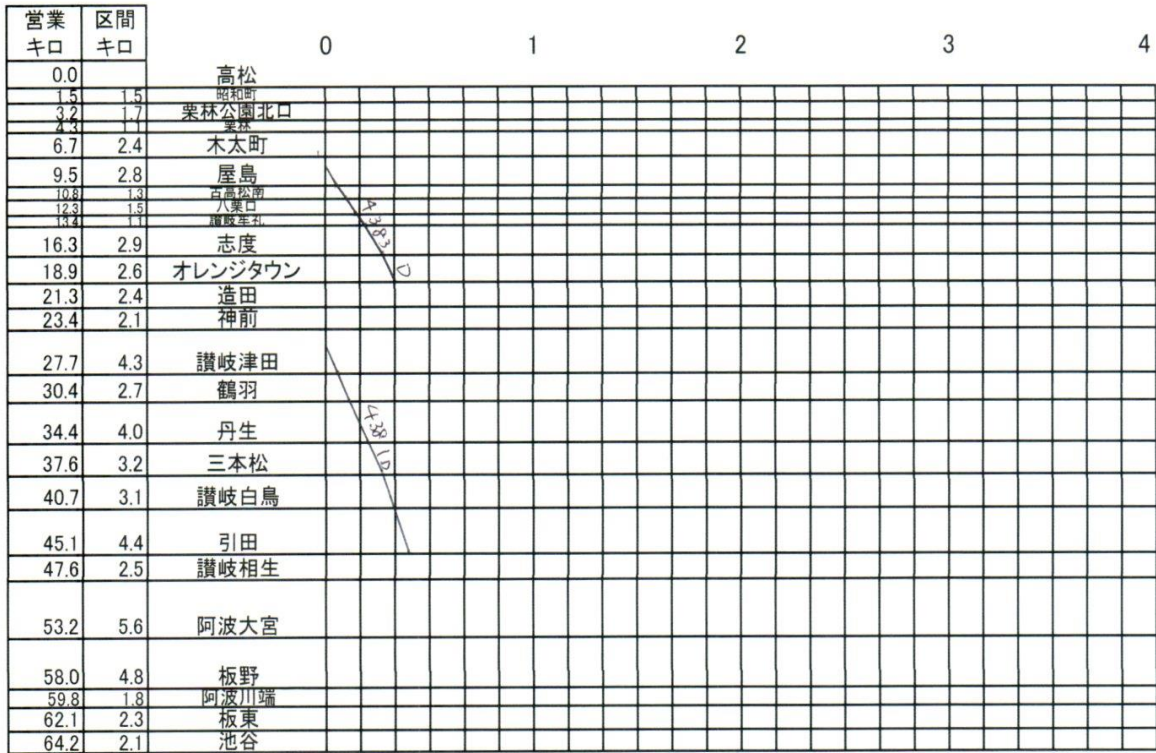 営業キロ 区間キロ 0 1 2 3 4
0.0 高松
1.5 1.5 昭和町
3.2 1.7 栗林公園北口
4.3 1.1 栗林
6.7 2.4 木太町
9.5 2.8 屋島
10.8 1.3 古高松南
12.3 1.5 八栗口
13.4 1.1 讃岐牟礼
16.3 2.9 志度
4383D
18.9 2.6 オレンジタウン
21.3 2.4 造田
23.4 2.1 神前
27.7 4.3 讃岐津田
30.4 2.7 鶴羽
34.4 4.0 丹生
4381D
37.6 3.2 三本松
40.7 3.1 讃岐白鳥
45.1 4.4 引田
47.6 2.5 讃岐相生
53.2 5.6 阿波大宮
58.0 4.8 板野
59.8 1.8 阿波川端
62.1 2.3 板東
64.2 2.1 池谷